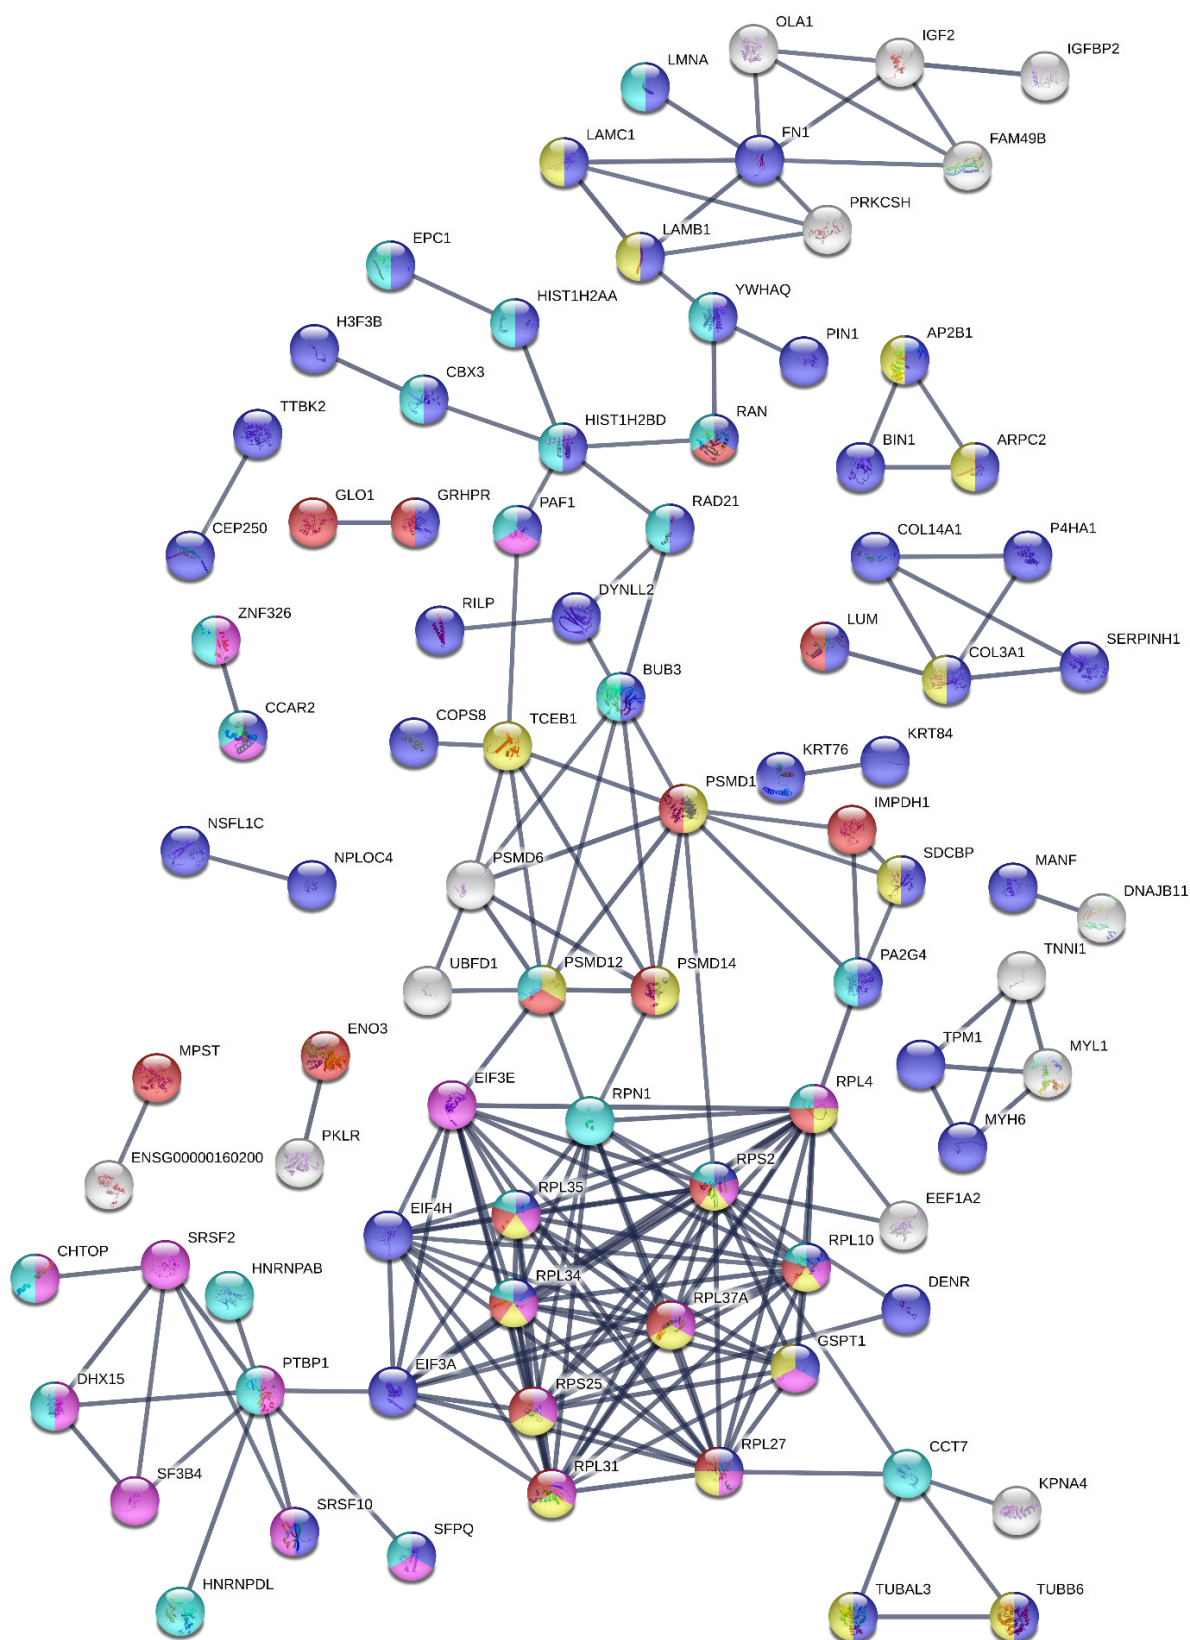 OLA1
IGF2
IGFBP2
LMNA
FN1
LAMC1
FAM49B
PRKCSH
LAMB1
EPC1
YWHAQ
HIST1H2AA
H3F3B
PIN1
AP2B1
CBX3
TTBK2
HIST1H2BD
RAN
BIN1
ARPC2
GLO1
GRHPR
PAF1
RAD21
CEP250
COL14A1
P4HA1
DYNLL2
ZNF326
RILP
LUM
COL3A1
SERPINH1
BUB3
CCAR2
COPS8
TCEB1
KRT76
KRT84
PSMD1
IMPDH1
NSFL1C
NPLOC4
PSMD6
SDCBP
MANF
DNAJB11
UBFD1
PSMD12
PSMD14
PA2G4
TNNI1
MPST
ENO3
TPM1
MYL1
EIF3E
RPN1
RPL4
MYH6
ENSG00000160200
PKLR
RPL35
RPS2
EEF1A2
EIF4H
CHTOP
SRSF2
HNRNPAB
RPL10
RPL34
RPL37A
DENR
GSPT1
DHX15
PTBP1
EIF3A
RPS25
SF3B4
RPL31
RPL27
CCT7
KPNA4
SRSF10
SFPQ
HNRNPDL
TUBAL3
TUBB6